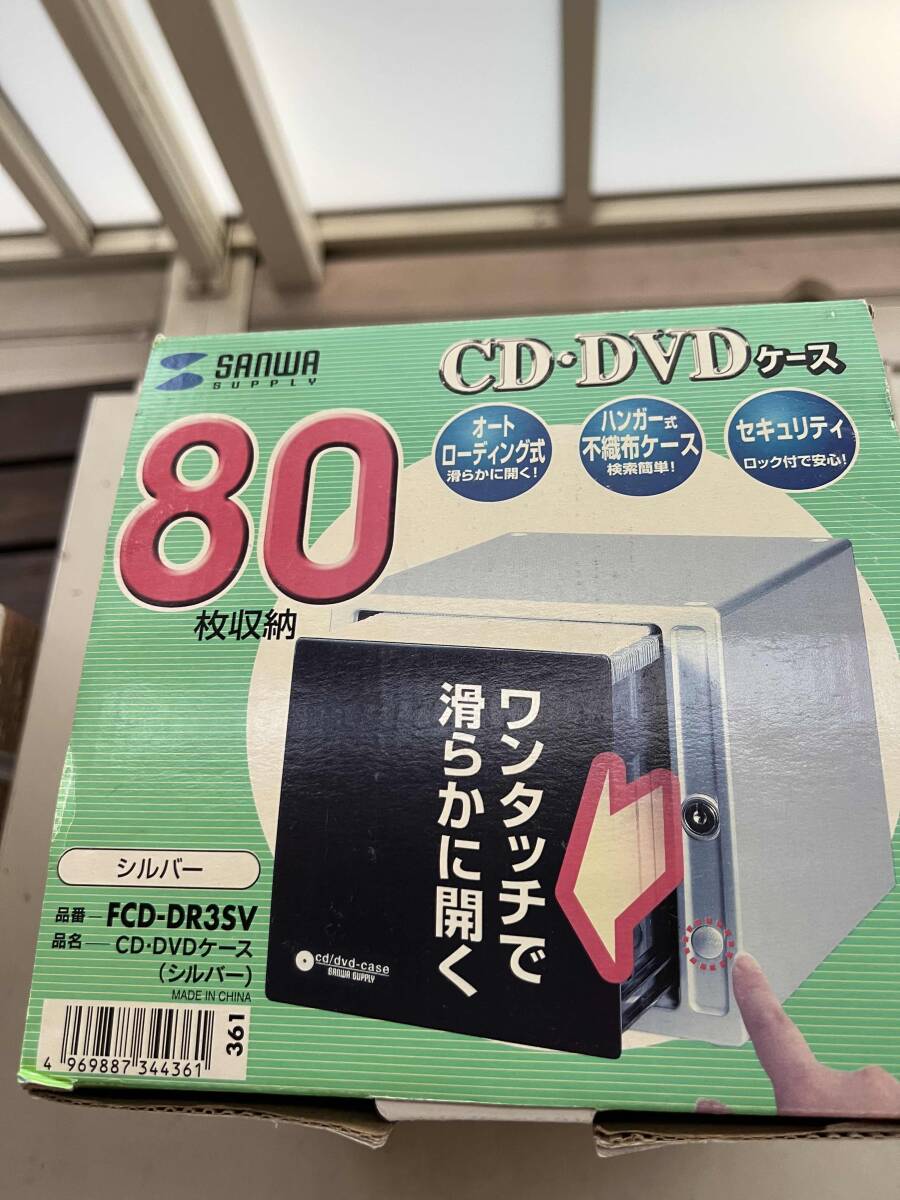 SANWA
SUPPLY
CD・DVDケース
オート
ローディング式
滑らかに開く!
ハンガー式
不織布ケース
検索簡単!
セキュリティ
ロック付で安心!
80
枚収納
ワンタッチで
滑らかに開く
シルバー
品番 FCD-DR3SV
品名 CD・DVDケース
(シルバー)
MADE IN CHINA
cd/dvd-case
SANWA SUPPLY
4 969887 344361
361